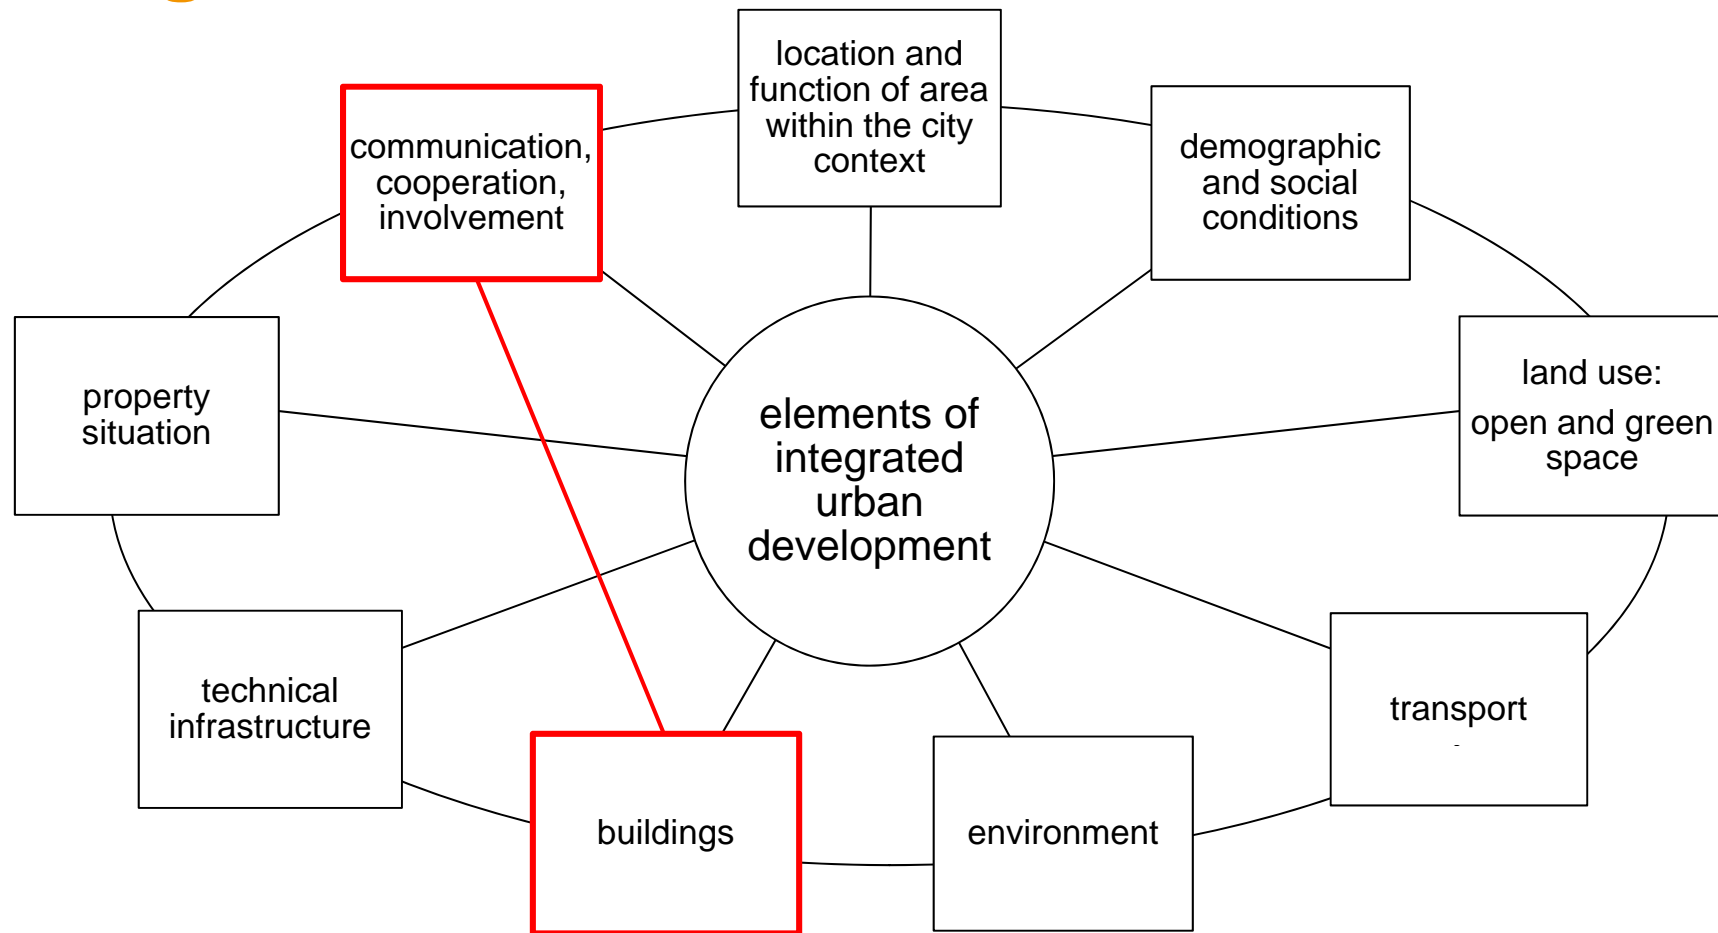 location and
function of area
within the city
context
communication,
cooperation,
involvement
demographic
and social
conditions
property
situation
land use:
open and green
space
elements of
integrated
urban
development
technical
infrastructure
transport
buildings
environment